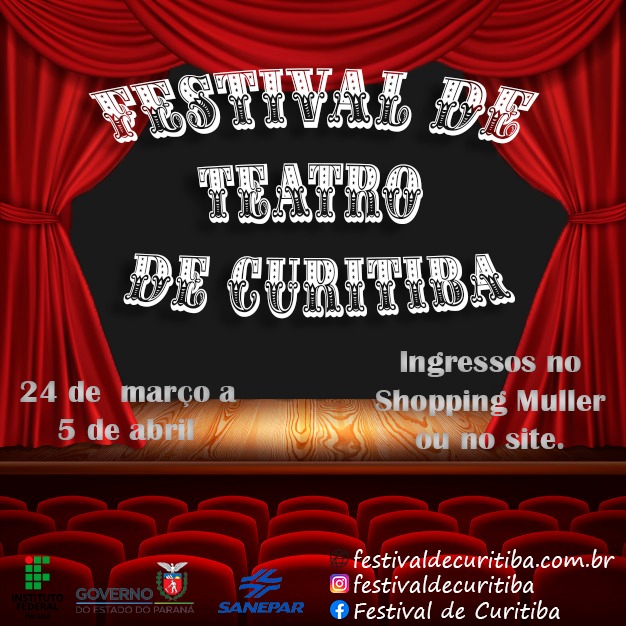 FESTIVAL DE
TEATRO
DE CURITIBA
24 de março a
5 de abril
Ingressos no
Shopping Muller
ou no site.
festivaldecuritiba.com.br
festivaldecuritiba
Festival de Curitiba
INSTITUTO
FEDERAL
GOVERNO
DO ESTADO DO PARANÁ
SANEPAR